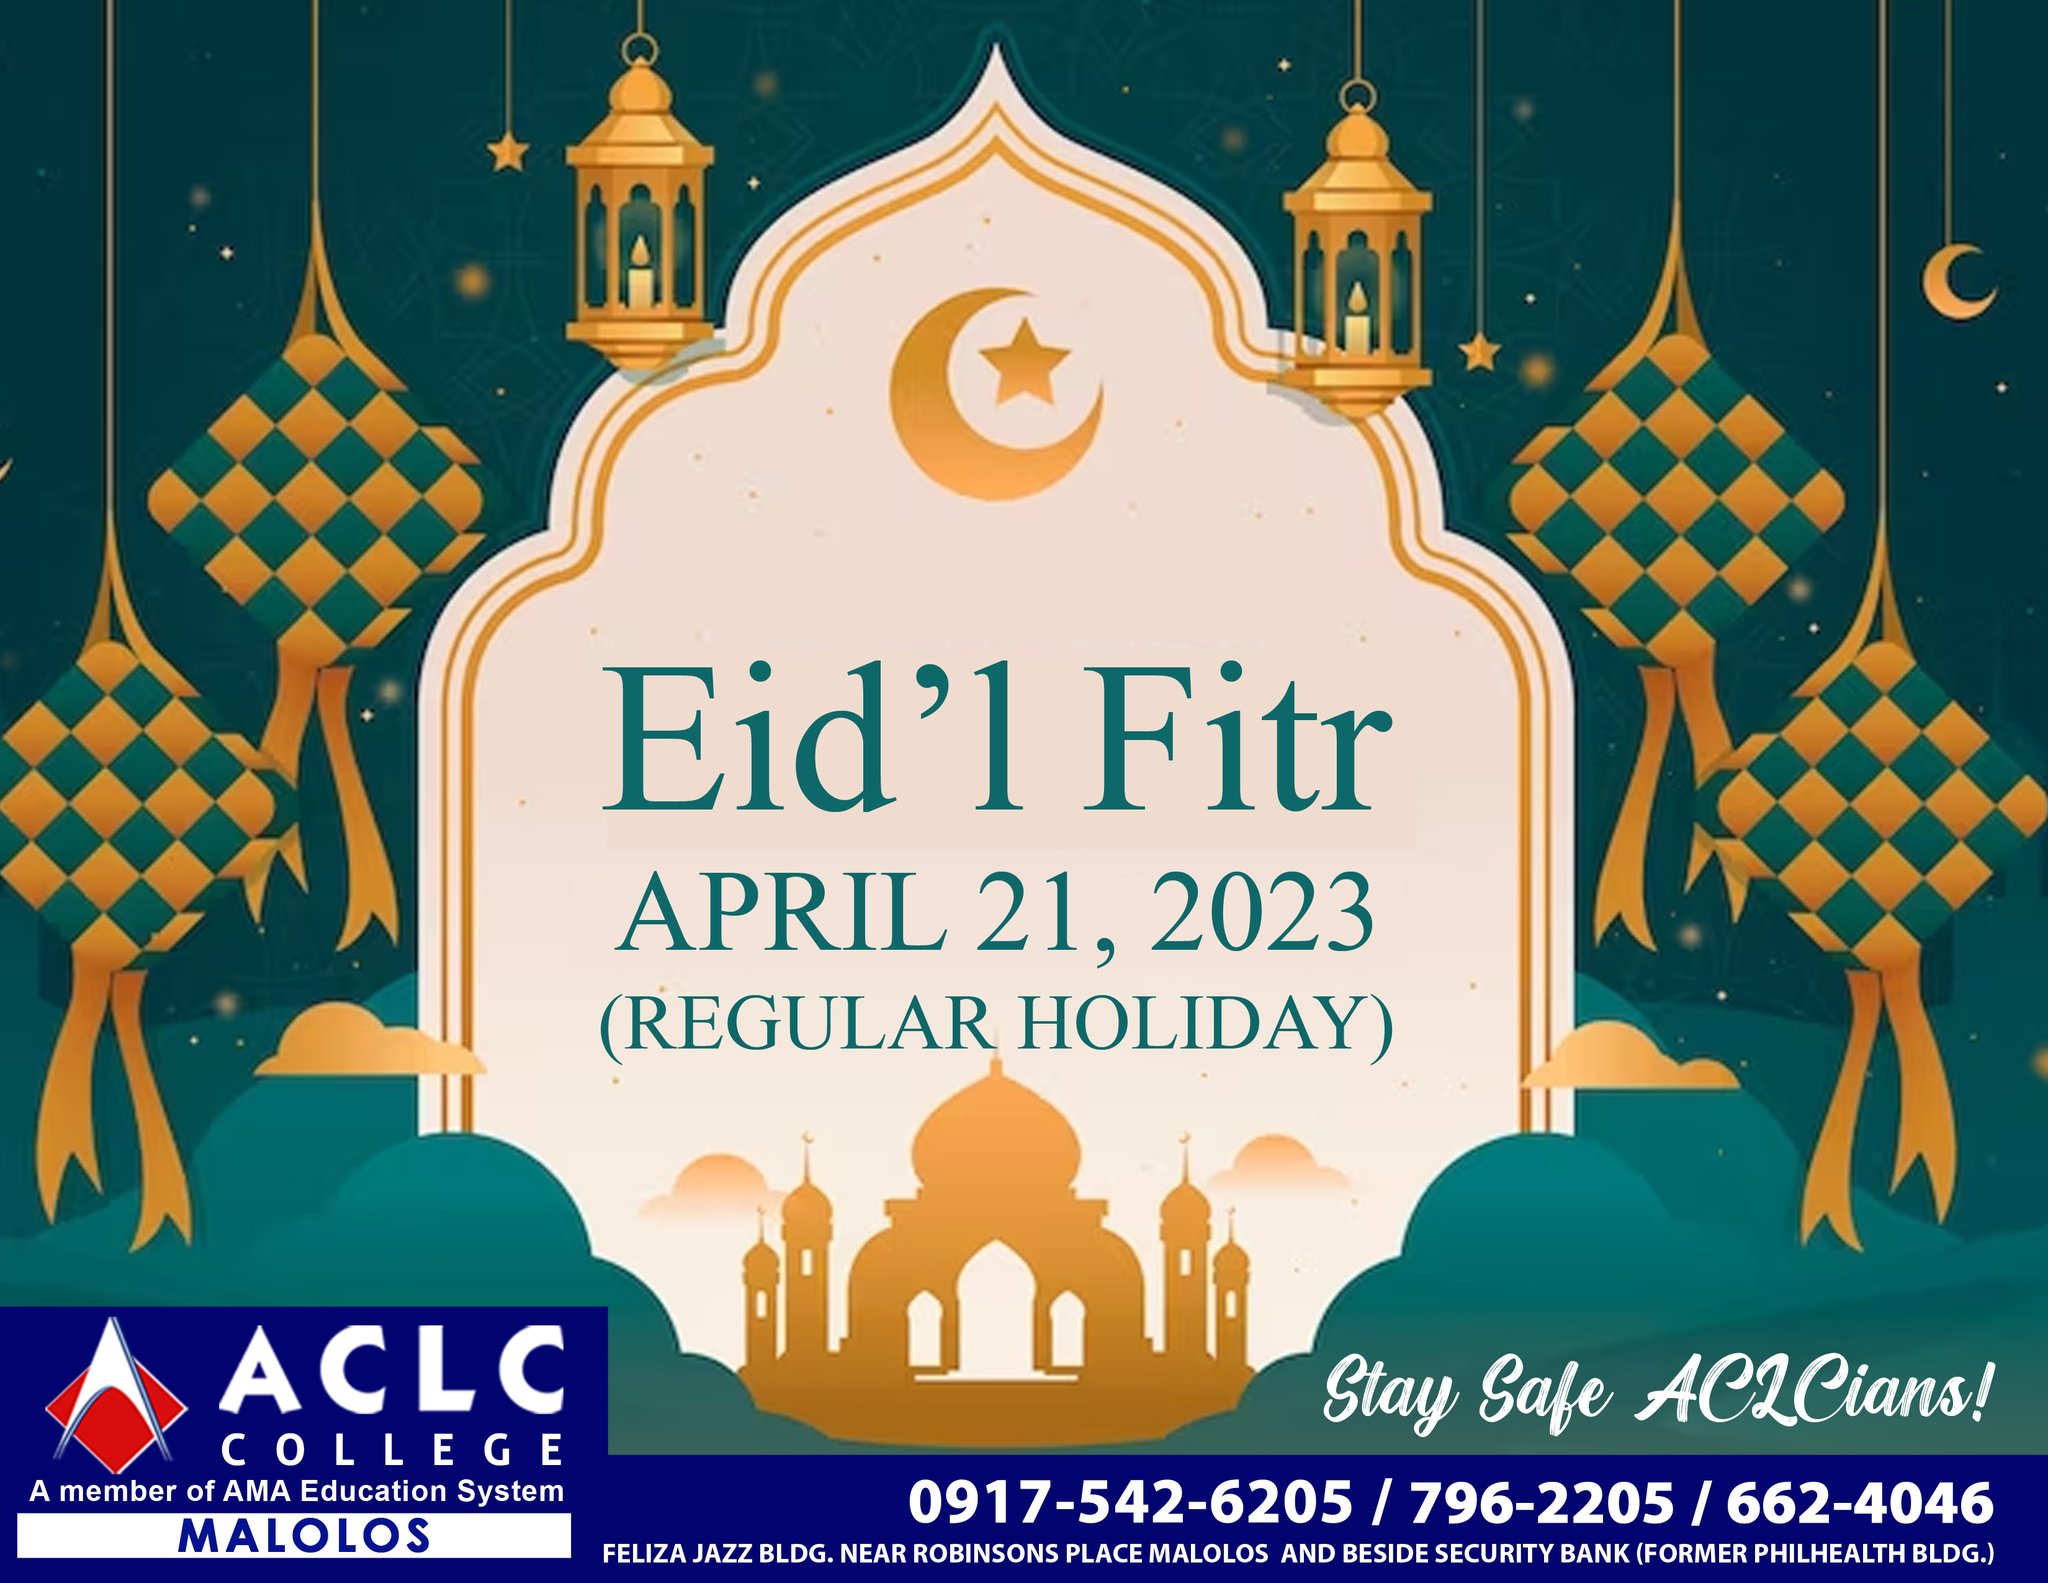 Eid’l Fitr
APRIL 21, 2023
(REGULAR HOLIDAY)
Stay Safe ACLCians!
ACLC
COLLEGE
A member of AMA Education System
MALOLOS
0917-542-6205 / 796-2205 / 662-4046
FELIZA JAZZ BLDG. NEAR ROBINSONS PLACE MALOLOS AND BESIDE SECURITY BANK (FORMER PHILHEALTH BLDG.)